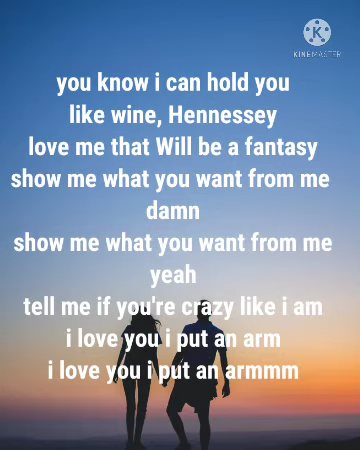 KINEMASTER
you know i can hold you
like wine, Hennessey
love me that Will be a fantasy
show me what you want from me
damn
show me what you want from me
yeah
tell me if you're crazy like i am
i love you i put an arm
i love you i put an armmm